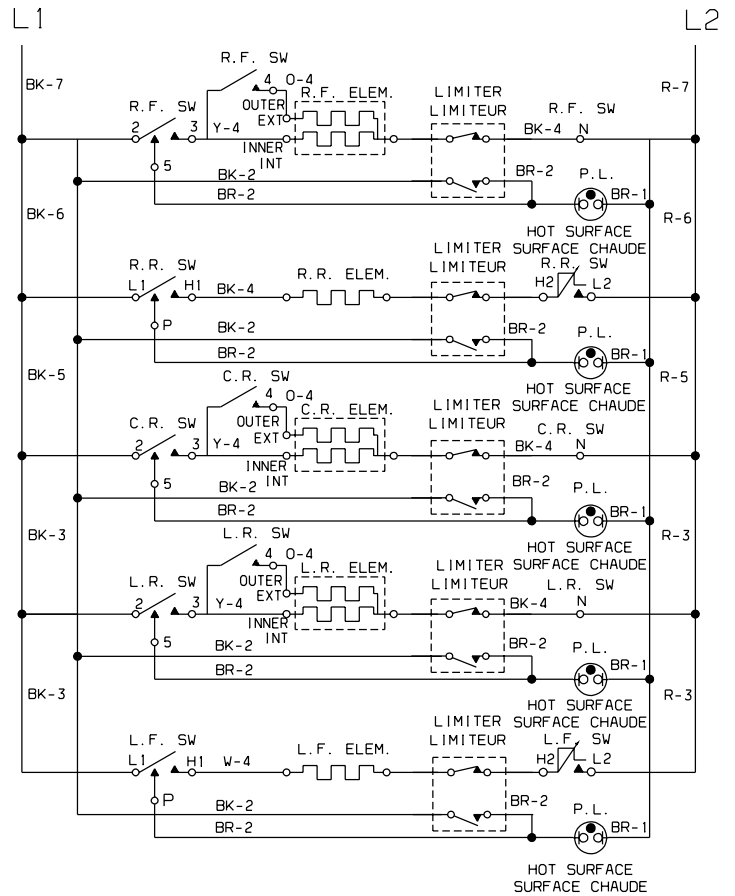 L1 L2
R.F. SW
BK-7 4 O-4 R-7
R.F. ELEM. LIMITER
R.F. SW OUTER LIMITEUR R.F. SW
2 3 Y-4 EXT BK-4 N
INNER
INT
5 BK-2 BR-2 P.L.
BR-2 BR-1
BK-6 R-6
HOT SURFACE
LIMITER SURFACE CHAUDE
R.R. SW R.R. ELEM. LIMITEUR R.R. SW
L1 H1 BK-4 H2 L2
P BK-2 BR-2 P.L.
BR-2 BR-1
BK-5 C.R. SW R-5
HOT SURFACE
4 O-4 LIMITER SURFACE CHAUDE
C.R. SW OUTER C.R. ELEM. LIMITEUR C.R. SW
2 3 Y-4 EXT BK-4 N
INNER
INT
5 BK-2 BR-2 P.L.
BR-2 BR-1
BK-3 L.R. SW R-3
HOT SURFACE
4 O-4 LIMITER SURFACE CHAUDE
L.R. SW OUTER L.R. ELEM. LIMITEUR L.R. SW
2 3 Y-4 EXT BK-4 N
INNER
INT
5 BK-2 BR-2 P.L.
BR-2 BR-1
BK-3 R-3
HOT SURFACE
LIMITER SURFACE CHAUDE
L.F. SW L.F. ELEM. LIMITEUR L.F. SW
L1 H1 W-4 H2 L2
P BK-2 BR-2 P.L.
BR-2 BR-1
HOT SURFACE
SURFACE CHAUDE